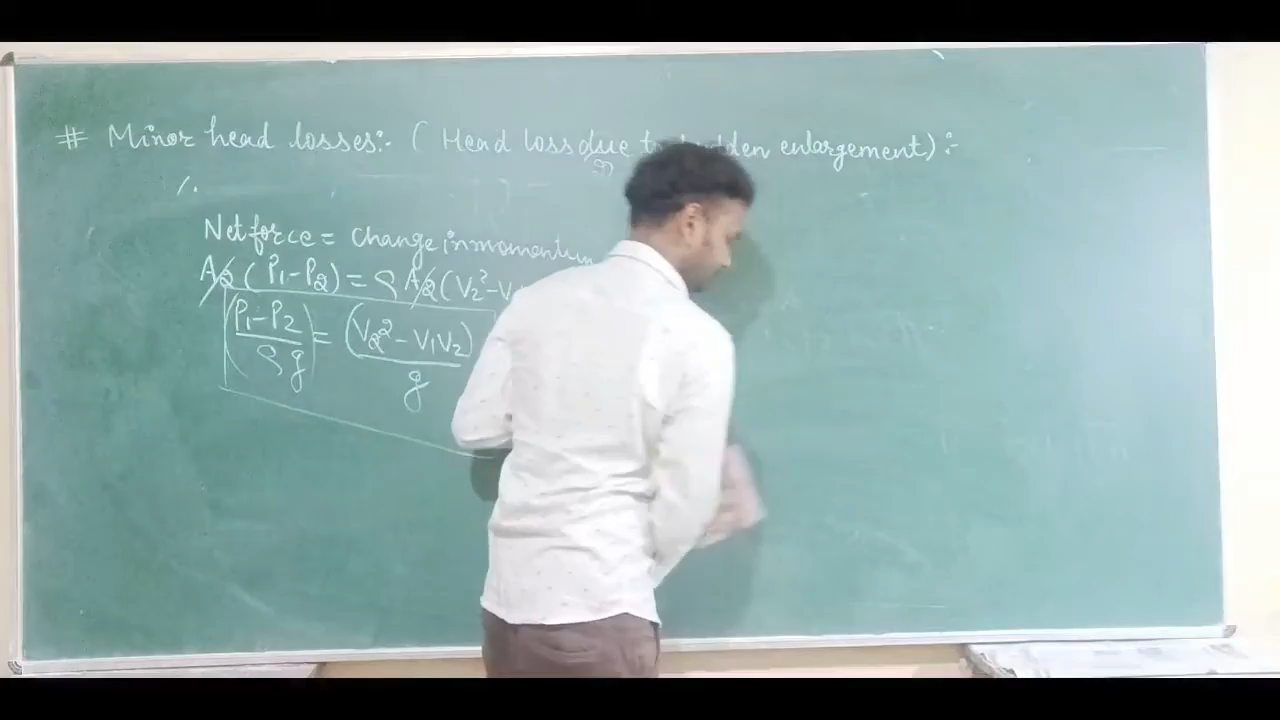 # Minor head losses:- ( Head loss due to sudden enlargement) :-
Net force = change in momentum
A2 ( P1-P2) = ρ A2 (V2²-V1
(P1-P2 / ρg) = (V2² - V1V2) / g